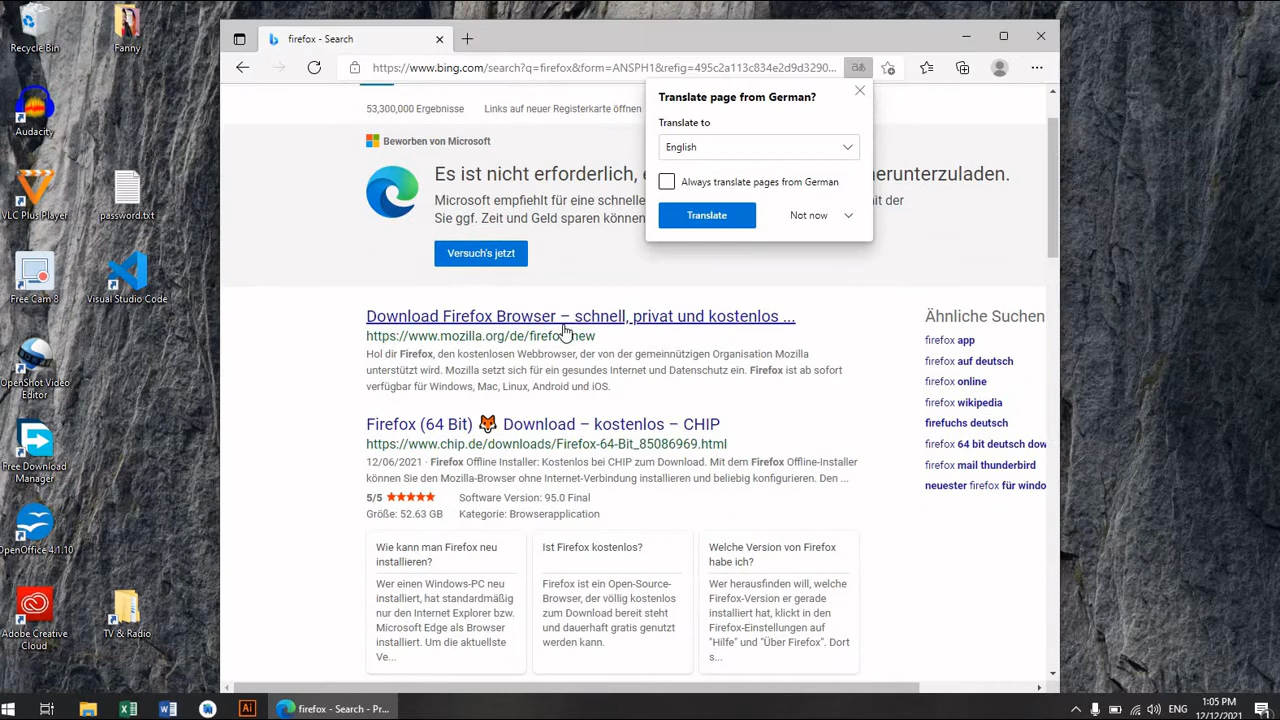 Recycle Bin
Fanny
Audacity
VLC Plus Player
password.txt
Free Cam 8
Visual Studio Code
OpenShot Video
Editor
Free Download
Manager
OpenOffice 4.1.10
Adobe Creative
Cloud
TV & Radio
firefox - Search
https://www.bing.com/search?q=firefox&form=ANSPH1&refig=495c2a113c834e2d9d3290...
Translate page from German?
Translate to
English
Always translate pages from German
Translate
Not now
53,300,000 Ergebnisse
Links auf neuer Registerkarte öffnen
Beworben von Microsoft
Es ist nicht erforderlich, herunterzuladen.
Microsoft empfiehlt für eine schnelle mit der
Sie ggf. Zeit und Geld sparen können
Versuch's jetzt
Download Firefox Browser – schnell, privat und kostenlos ...
https://www.mozilla.org/de/firefox/new
Hol dir Firefox, den kostenlosen Webbrowser, der von der gemeinnützigen Organisation Mozilla
unterstützt wird. Mozilla setzt sich für ein gesundes Internet und Datenschutz ein. Firefox ist ab sofort
verfügbar für Windows, Mac, Linux, Android und iOS.
Firefox (64 Bit) 🦊 Download – kostenlos – CHIP
https://www.chip.de/downloads/Firefox-64-Bit_85086969.html
12/06/2021 · Firefox Offline Installer: Kostenlos bei CHIP zum Download. Mit dem Firefox Offline-Installer
können Sie den Mozilla-Browser ohne Internet-Verbindung installieren und beliebig konfigurieren. Den ...
5/5 ★★★★★ Software Version: 95.0 Final
Größe: 52.63 GB Kategorie: Browserapplication
Wie kann man Firefox neu
installieren?
Wer einen Windows-PC neu
installiert, hat standardmäßig
nur den Internet Explorer bzw.
Microsoft Edge als Browser
installiert. Um die aktuellste
Ve...
Ist Firefox kostenlos?
Firefox ist ein Open-Source-
Browser, der völlig kostenlos
zum Download bereit steht
und dauerhaft gratis genutzt
werden kann.
Welche Version von Firefox
habe ich?
Wer herausfinden will, welche
Firefox-Version er gerade
installiert hat, klickt in den
Firefox-Einstellungen auf
"Hilfe" und "Über Firefox". Dort
s...
Ähnliche Suchen
firefox app
firefox auf deutsch
firefox online
firefox wikipedia
firefuchs deutsch
firefox 64 bit deutsch dow
firefox mail thunderbird
neuester firefox für windo
Ai
firefox - Search - Pr...
ENG
1:05 PM
12/12/2021